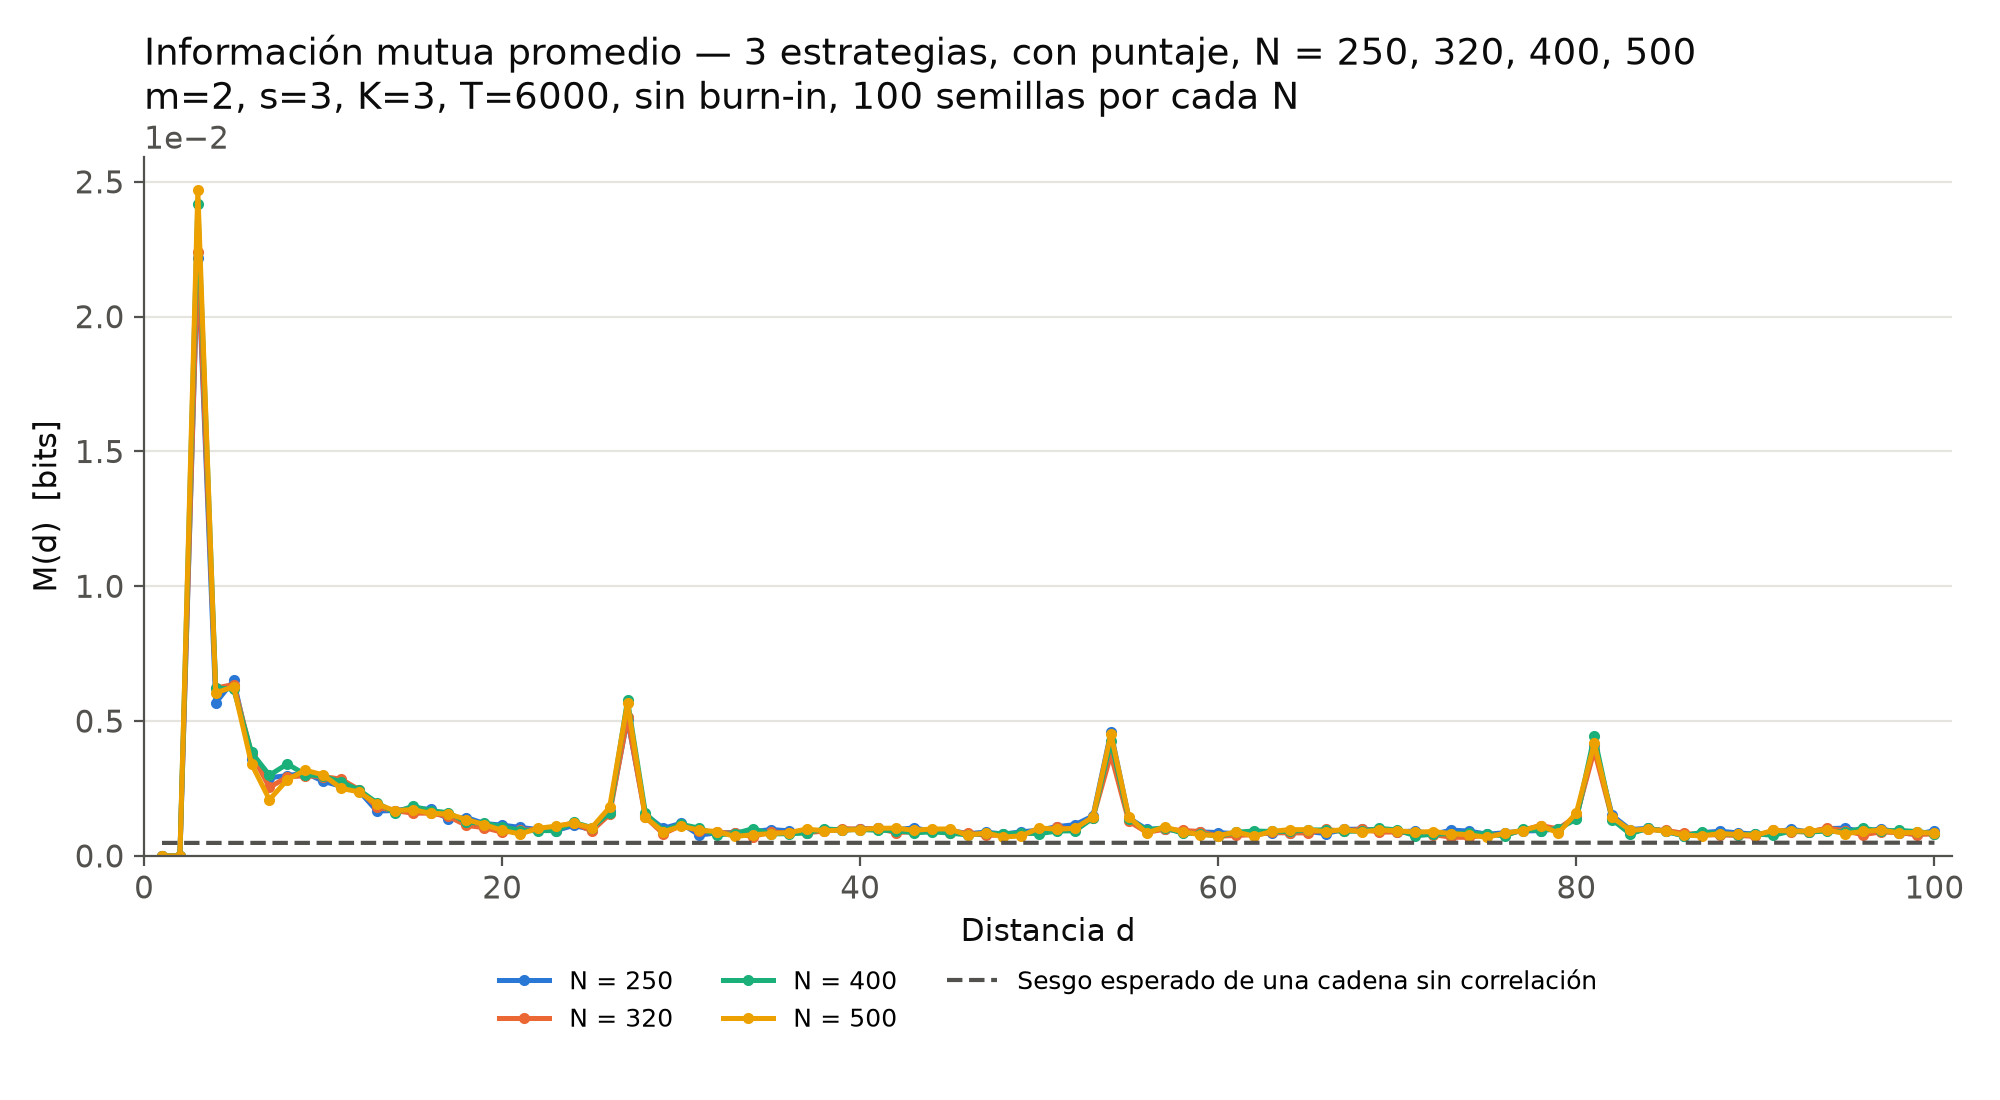 Información mutua promedio — 3 estrategias, con puntaje, N = 250, 320, 400, 500
m=2, s=3, K=3, T=6000, sin burn-in, 100 semillas por cada N
1e−2
2.5
2.0
1.5
1.0
0.5
0.0
M(d) [bits]
0 20 40 60 80 100
Distancia d
N = 250 N = 400 Sesgo esperado de una cadena sin correlación
N = 320 N = 500